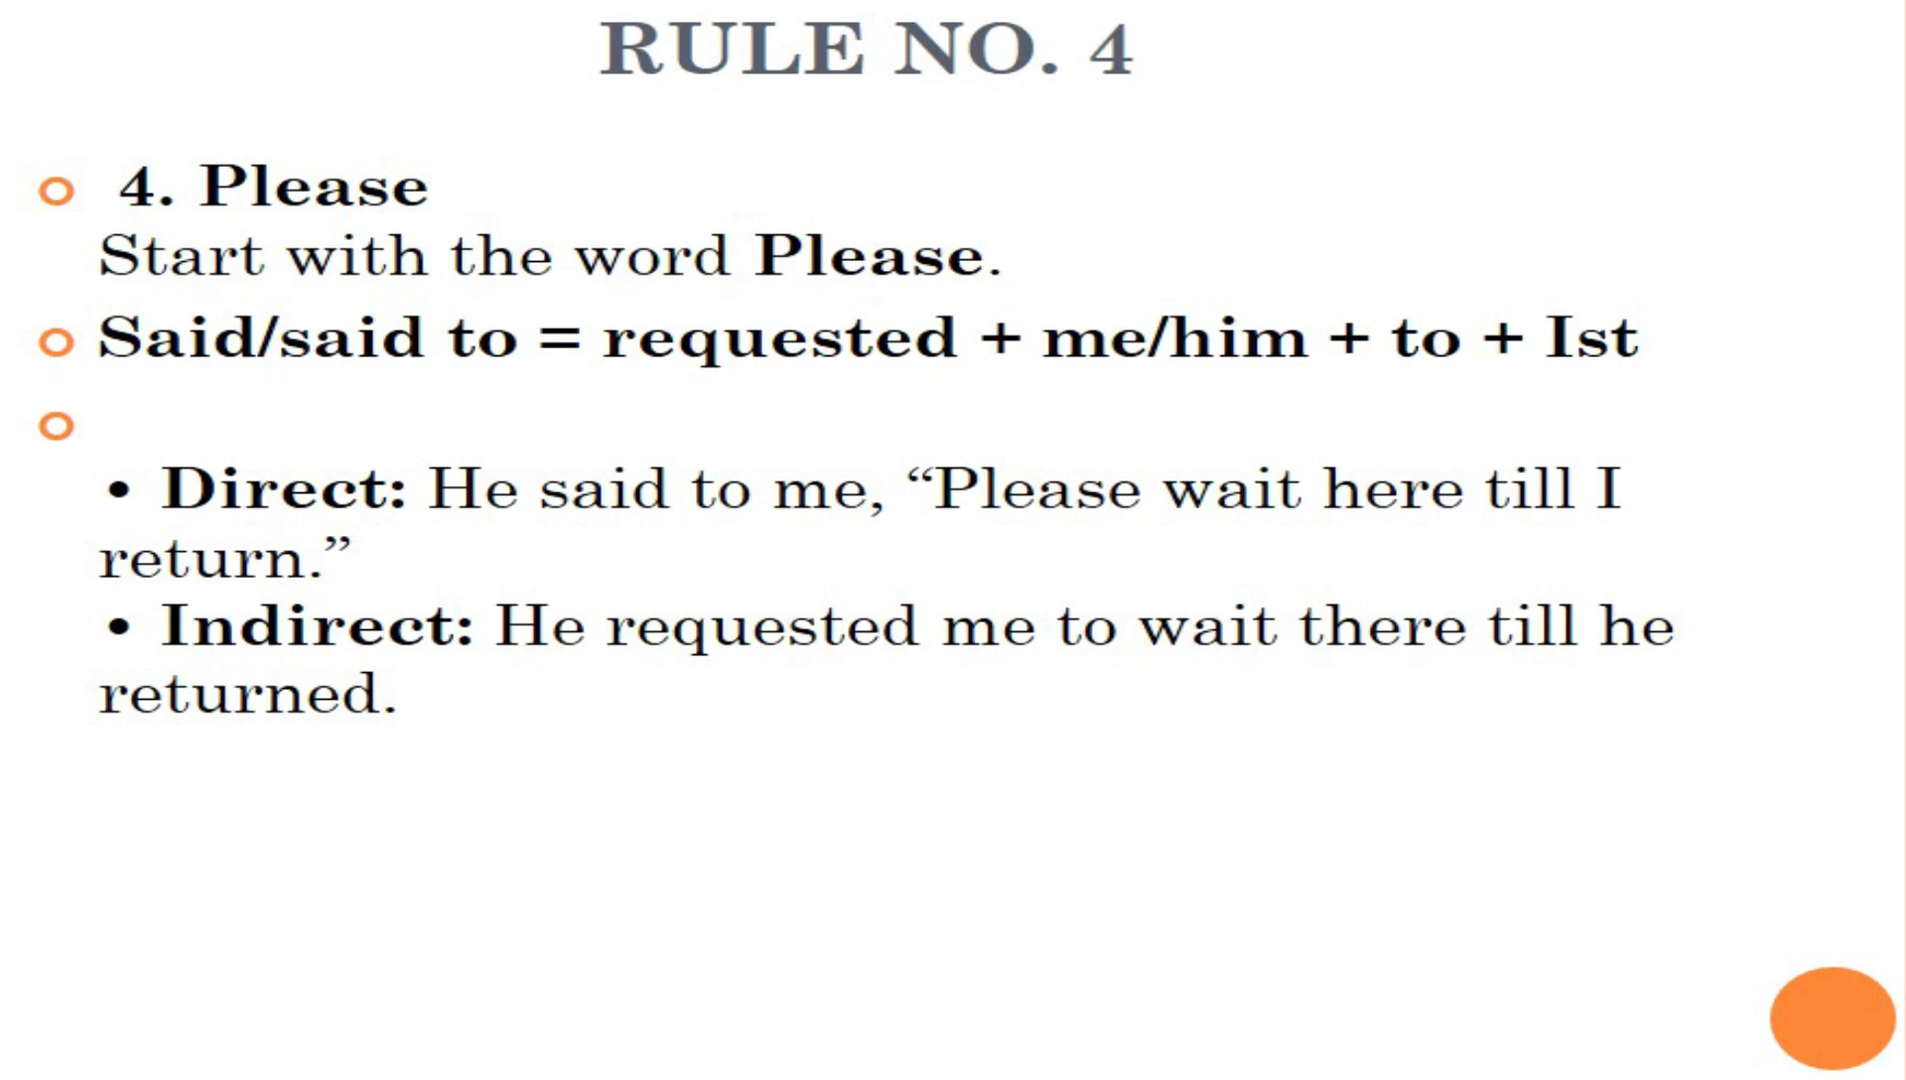 RULE NO. 4
4. Please
Start with the word Please.
Said/said to = requested + me/him + to + Ist
• Direct: He said to me, “Please wait here till I
return.”
• Indirect: He requested me to wait there till he
returned.